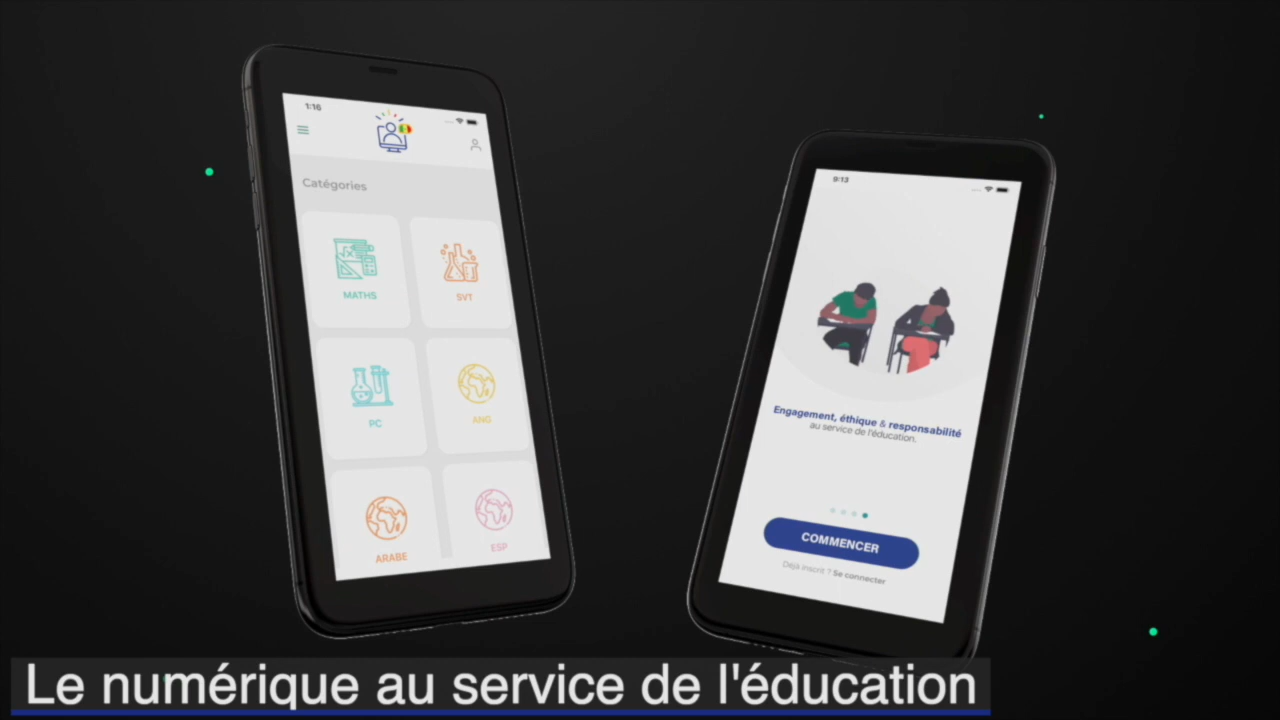 1:16
Catégories
MATHS
SVT
PC
ANG
ARABE
ESP
9:13
Engagement, éthique & responsabilité
au service de l'éducation.
COMMENCER
Déjà inscrit ? Se connecter
Le numérique au service de l'éducation